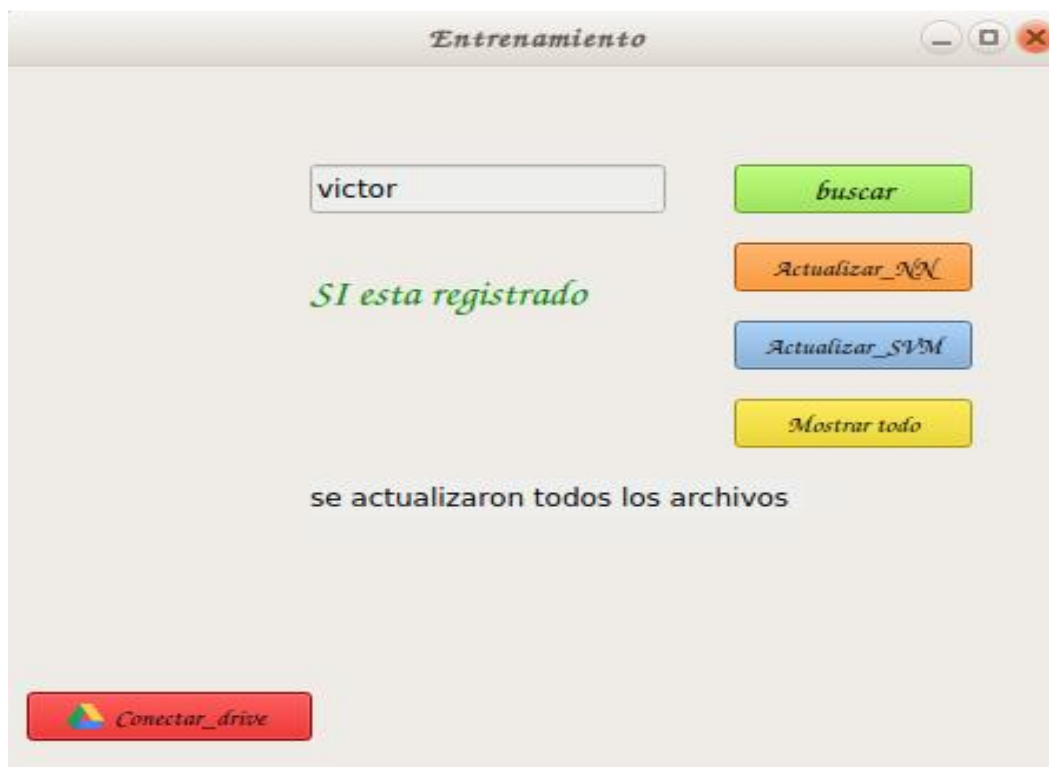 Entrenamiento
victor
buscar
Actualizar_NN
SI esta registrado
Actualizar_SVM
Mostrar todo
se actualizaron todos los archivos
Conectar_drive